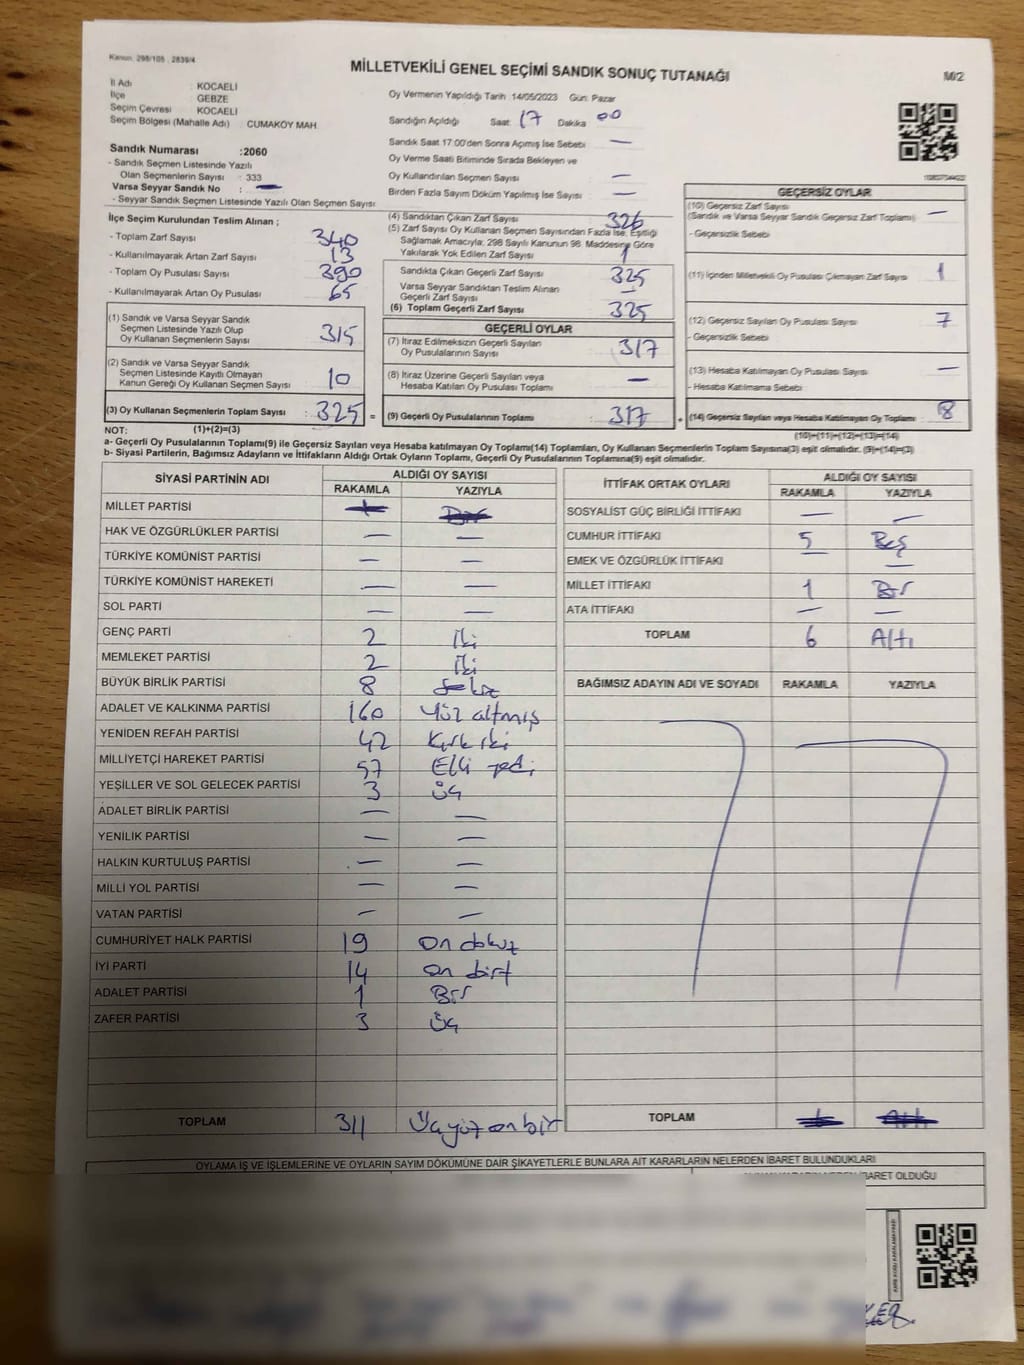 Kanun: 298/105 , 2839/4
MİLLETVEKİLİ GENEL SEÇİMİ SANDIK SONUÇ TUTANAĞI
M/2
İl Adı : KOCAELİ
İlçe : GEBZE
Seçim Çevresi : KOCAELİ
Seçim Bölgesi (Mahalle Adı) : CUMAKÖY MAH.
Oy Vermenin Yapıldığı Tarih: 14/05/2023 Gün: Pazar
Sandığın Açıldığı Saat: 17 Dakika 00
Sandık Saat 17:00'den Sonra Açılmış İse Sebebi —
Oy Verme Saati Bitiminde Sırada Bekleyen ve
Oy Kullandırılan Seçmen Sayısı —
Birden Fazla Sayım Döküm Yapılmış İse Sayısı —
Sandık Numarası :2060
- Sandık Seçmen Listesinde Yazılı
Olan Seçmenlerin Sayısı : 333
Varsa Seyyar Sandık No : —
- Seyyar Sandık Seçmen Listesinde Yazılı Olan Seçmen Sayısı:
İlçe Seçim Kurulundan Teslim Alınan ;
- Toplam Zarf Sayısı 340
- Kullanılmayarak Artan Zarf Sayısı 13
- Toplam Oy Pusulası Sayısı 390
- Kullanılmayarak Artan Oy Pusulası 65
(1) Sandık ve Varsa Seyyar Sandık
Seçmen Listesinde Yazılı Olup
Oy Kullanan Seçmenlerin Sayısı 315
(2) Sandık ve Varsa Seyyar Sandık
Seçmen Listesinde Kayıtlı Olmayan
Kanun Gereği Oy Kullanan Seçmen Sayısı 10
(3) Oy Kullanan Seçmenlerin Toplam Sayısı : 325 =
(4) Sandıktan Çıkan Zarf Sayısı 326
(5) Zarf Sayısı Oy Kullanan Seçmen Sayısından Fazla İse, Eşitliği
Sağlamak Amacıyla, 298 Sayılı Kanunun 98. Maddesine Göre
Yakılarak Yok Edilen Zarf Sayısı 1
Sandıkta Çıkan Geçerli Zarf Sayısı 325
Varsa Seyyar Sandıktan Teslim Alınan
Geçerli Zarf Sayısı —
(6) Toplam Geçerli Zarf Sayısı 325
GEÇERLİ OYLAR
(7) İtiraz Edilmeksizin Geçerli Sayılan
Oy Pusulalarının Sayısı 317
(8) İtiraz Üzerine Geçerli Sayılan veya
Hesaba Katılan Oy Pusulası Toplamı —
(9) Geçerli Oy Pusulalarının Toplamı 317 +
GEÇERSİZ OYLAR
(10) Geçersiz Zarf Sayısı
(Sandık ve Varsa Seyyar Sandık Geçersiz Zarf Toplamı) —
- Geçersizlik Sebebi
(11) İçinden Milletvekili Oy Pusulası Çıkmayan Zarf Sayısı 1
(12) Geçersiz Sayılan Oy Pusulası Sayısı 7
- Geçersizlik Sebebi
(13) Hesaba Katılmayan Oy Pusulası Sayısı —
- Hesaba Katılmama Sebebi
(14) Geçersiz Sayılan veya Hesaba Katılmayan Oy Toplamı 8
NOT: (1)+(2)=(3)
(10)+(11)+(12)+(13)=(14)
a- Geçerli Oy Pusulalarının Toplamı(9) ile Geçersiz Sayılan veya Hesaba katılmayan Oy Toplamı(14) Toplamları, Oy Kullanan Seçmenlerin Toplam Sayısına(3) eşit olmalıdır. (9)+(14)=(3)
b- Siyasi Partilerin, Bağımsız Adayların ve İttifakların Aldığı Ortak Oyların Toplamı, Geçerli Oy Pusulalarının Toplamına(9) eşit olmalıdır.
SİYASİ PARTİNİN ADI ALDIĞI OY SAYISI
RAKAMLA YAZIYLA
MİLLET PARTİSİ
HAK VE ÖZGÜRLÜKLER PARTİSİ — —
TÜRKİYE KOMÜNİST PARTİSİ — —
TÜRKİYE KOMÜNİST HAREKETİ — —
SOL PARTİ — —
GENÇ PARTİ 2 iki
MEMLEKET PARTİSİ 2 iki
BÜYÜK BİRLİK PARTİSİ 8 Sekiz
ADALET VE KALKINMA PARTİSİ 160 Yüz altmış
YENİDEN REFAH PARTİSİ 42 Kırk iki
MİLLİYETÇİ HAREKET PARTİSİ 57 Elli yedi
YEŞİLLER VE SOL GELECEK PARTİSİ 3 üç
ADALET BİRLİK PARTİSİ — —
YENİLİK PARTİSİ — —
HALKIN KURTULUŞ PARTİSİ — —
MİLLİ YOL PARTİSİ — —
VATAN PARTİSİ — —
CUMHURİYET HALK PARTİSİ 19 on dokuz
İYİ PARTİ 14 on dört
ADALET PARTİSİ 1 Bir
ZAFER PARTİSİ 3 üç
TOPLAM 311 Üçyüz on bir
İTTİFAK ORTAK OYLARI ALDIĞI OY SAYISI
RAKAMLA YAZIYLA
SOSYALİST GÜÇ BİRLİĞİ İTTİFAKI — —
CUMHUR İTTİFAKI 5 Beş
EMEK VE ÖZGÜRLÜK İTTİFAKI — —
MİLLET İTTİFAKI 1 Bir
ATA İTTİFAKI — —
TOPLAM 6 Altı
BAĞIMSIZ ADAYIN ADI VE SOYADI RAKAMLA YAZIYLA
TOPLAM
OYLAMA İŞ VE İŞLEMLERİNE VE OYLARIN SAYIM DÖKÜMÜNE DAİR ŞİKAYETLERLE BUNLARA AİT KARARLARIN NELERDEN İBARET BULUNDUKLARI
İBARET OLDUĞU